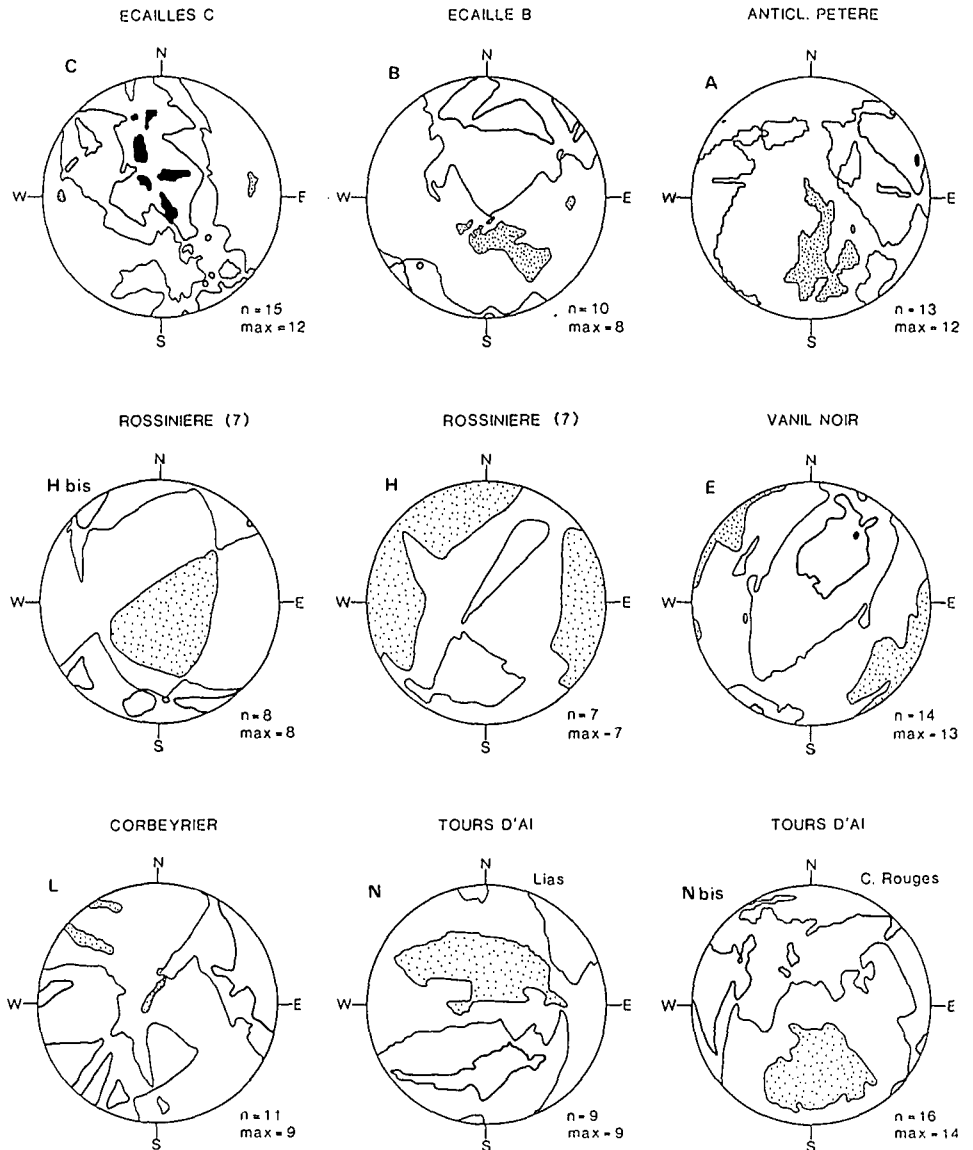 ECAILLES C
C
N
W
E
S
n=15
max=12
ECAILLE B
B
N
W
E
S
n=10
max=8
ANTICL. PETERE
A
N
W
E
S
n=13
max=12
ROSSINIERE (7)
H bis
N
W
E
S
n=8
max=8
ROSSINIERE (7)
H
N
W
E
S
n=7
max=7
VANIL NOIR
E
N
W
E
S
n=14
max=13
CORBEYRIER
L
N
W
E
S
n=11
max=9
TOURS D'AI
N
N
Lias
W
E
S
n=9
max=9
TOURS D'AI
N bis
N
C. Rouges
W
E
S
n=16
max=14